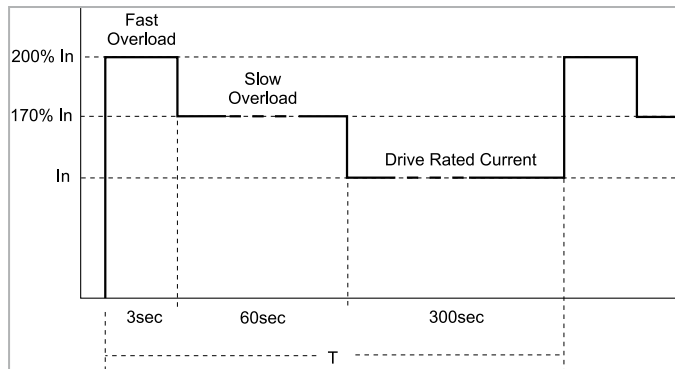 Fast
Overload
200% In
Slow
Overload
170% In
Drive Rated Current
In
3sec
60sec
300sec
T